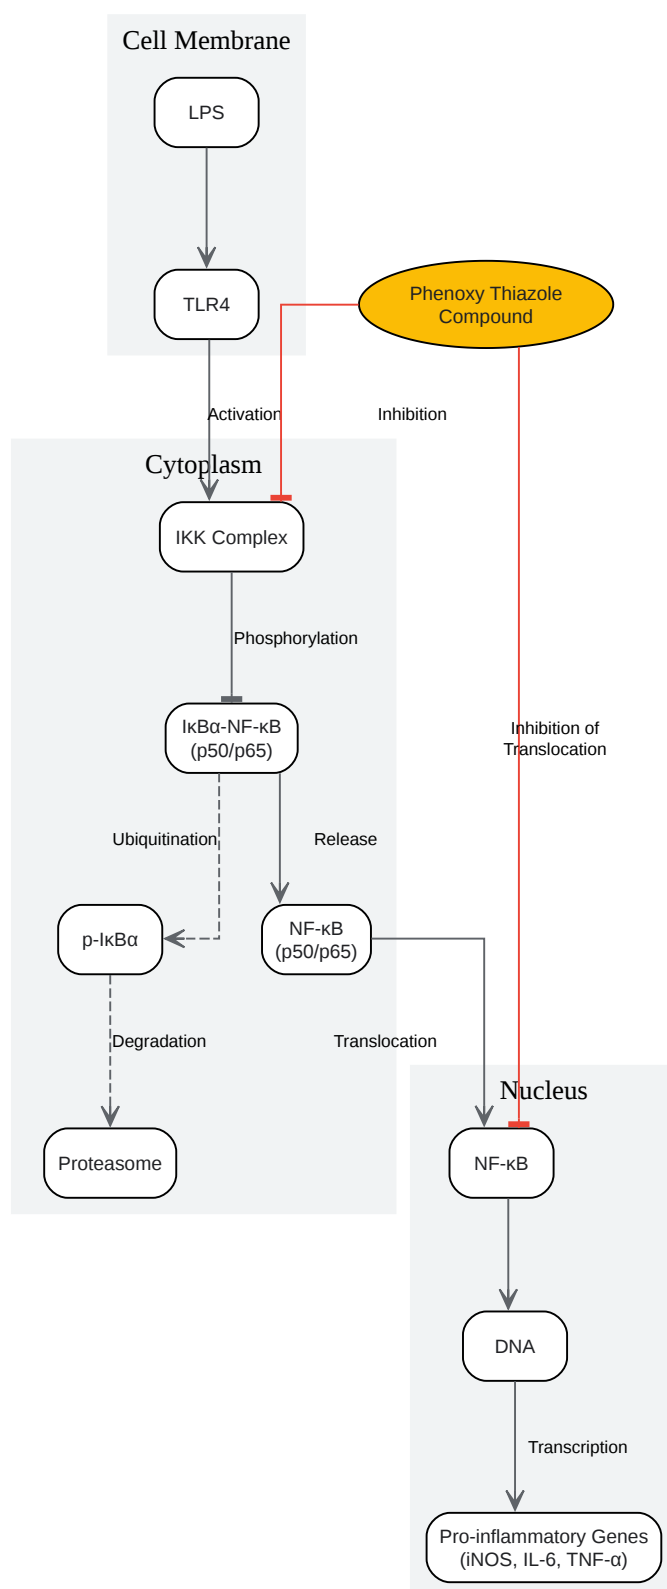 Cell Membrane
LPS
TLR4
Phenoxy Thiazole
Compound
Activation
Inhibition
Cytoplasm
IKK Complex
Phosphorylation
IκBα-NF-κB
(p50/p65)
Inhibition of
Translocation
Ubiquitination
Release
p-IκBα
NF-κB
(p50/p65)
Degradation
Translocation
Nucleus
Proteasome
NF-κB
DNA
Transcription
Pro-inflammatory Genes
(iNOS, IL-6, TNF-α)